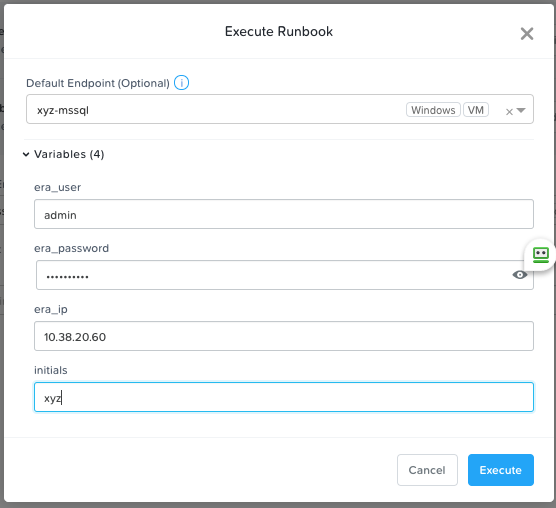 Execute Runbook
Default Endpoint (Optional)
xyz-mssql Windows VM
Variables (4)
era_user
admin
era_password
••••••••••
era_ip
10.38.20.60
initials
xyz
Cancel Execute